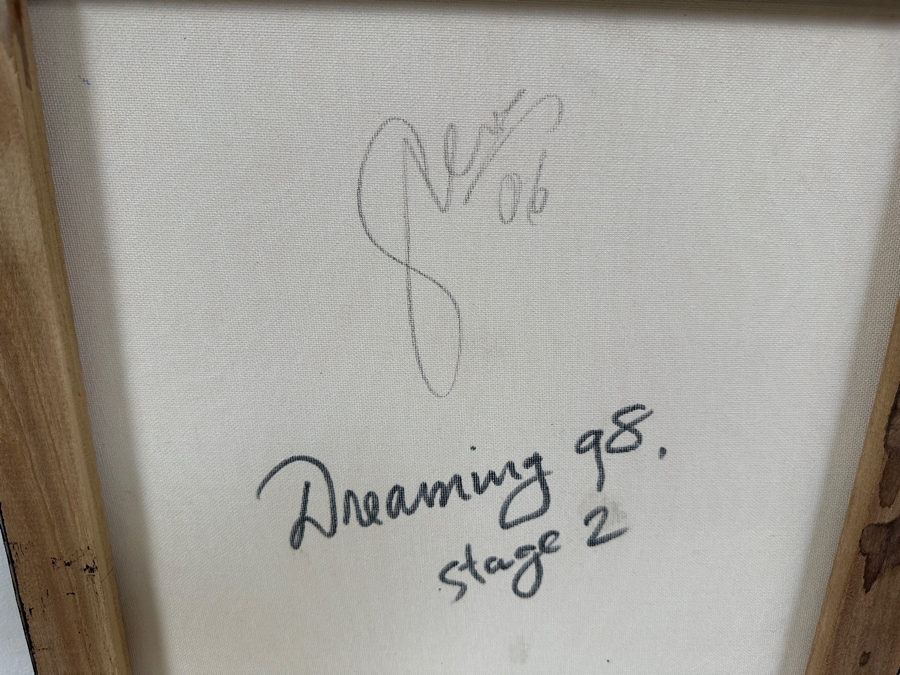 06
Dreaming 98.
stage 2